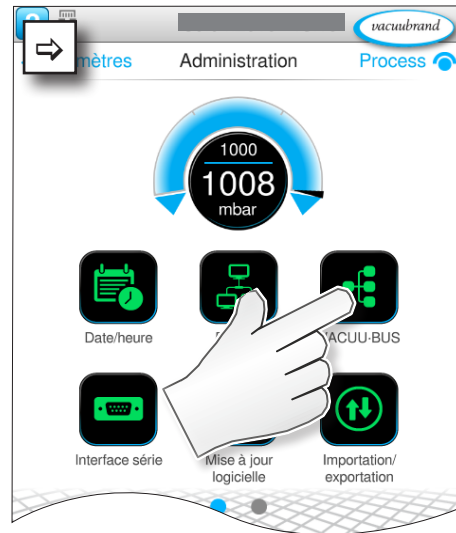 vacuubrand
mètres Administration Process
1000
1008
mbar
Date/heure
VACUU·BUS
Interface série
Mise à jour
logicielle
Importation/
exportation